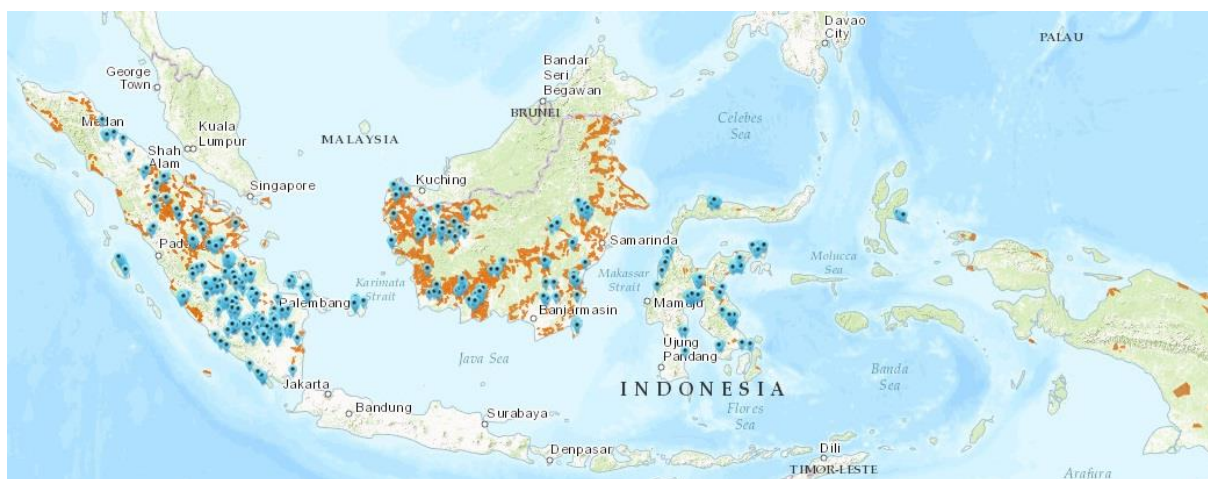 Davao
City
PALAU
George
Town
Bandar
Seri
Begawan
BRUNEI
Celebes
Sea
Medan
Kuala
Lumpur
MALAYSIA
Shah
Alam
Singapore
Kuching
Samarinda
Molucca
Sea
Makassar
Strait
Karimata
Strait
Palembang
Mamuju
Banjarmasin
Ujung
Pandang
Java Sea
Banda
Sea
Jakarta
INDONESIA
Bandung
Surabaya
Flores
Sea
Denpasar
Dili
TIMOR-LESTE
Arafura